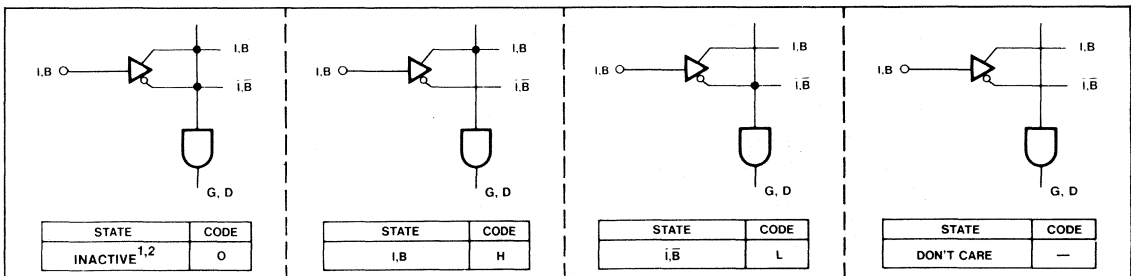 I,B
I,B
Ī,B̄
G, D
STATE CODE
INACTIVE1,2 O
I,B
I,B
Ī,B̄
G, D
STATE CODE
I,B H
I,B
I,B
Ī,B̄
G, D
STATE CODE
Ī,B̄ L
I,B
I,B
Ī,B̄
G, D
STATE CODE
DON'T CARE —